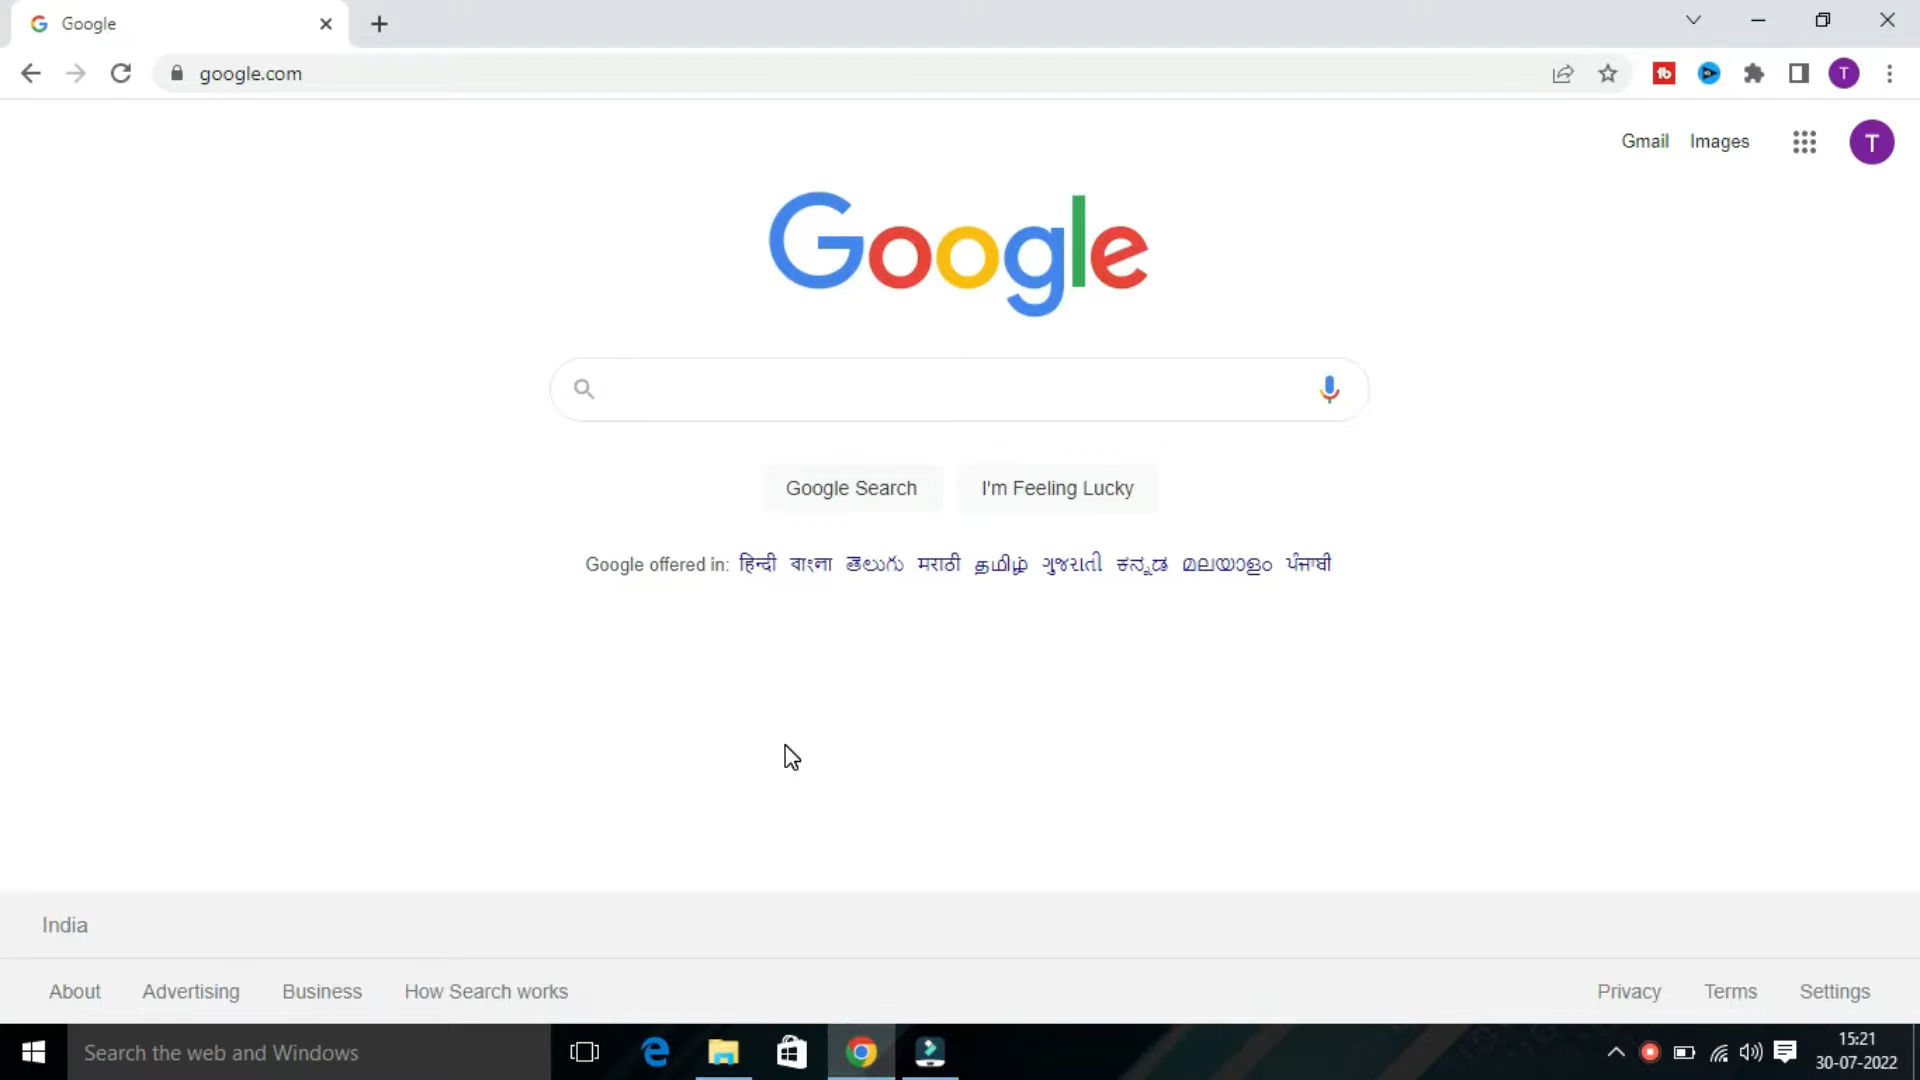 Google
google.com
T
Gmail Images
T
Google
Google Search I'm Feeling Lucky
Google offered in: हिन्दी বাংলা తెలుగు मराठी தமிழ் ગુજરાતી ಕನ್ನಡ മലയാളം ਪੰਜਾਬੀ
India
About Advertising Business How Search works Privacy Terms Settings
Search the web and Windows
15:21
30-07-2022